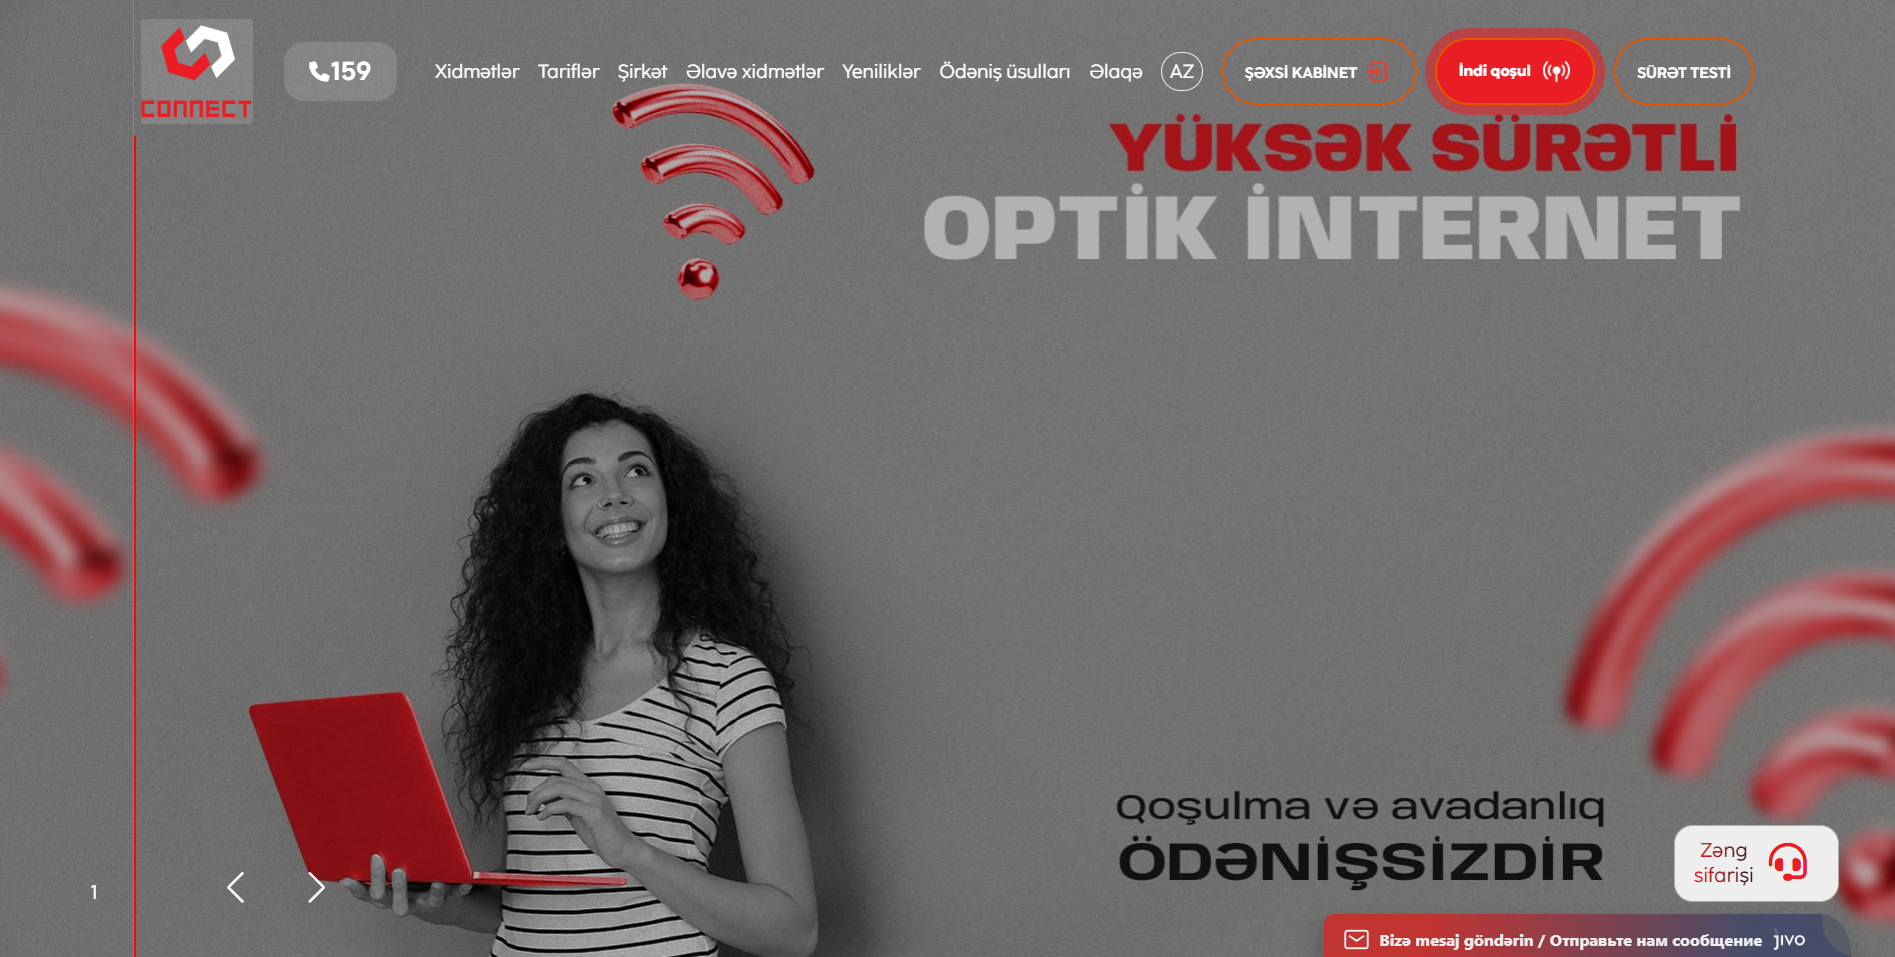 CONNECT
159
Xidmətlər Tariflər Şirkət Əlavə xidmətlər Yeniliklər Ödəniş üsulları Əlaqə AZ
ŞƏXSİ KABİNET
İndi qoşul
SÜRƏT TESTİ
YÜKSƏK SÜRƏTLİ
OPTİK İNTERNET
Qoşulma və avadanlıq
ÖDƏNİŞSİZDİR
Zəng
sifarişi
1
Bizə mesaj göndərin / Отправьте нам сообщение jivo